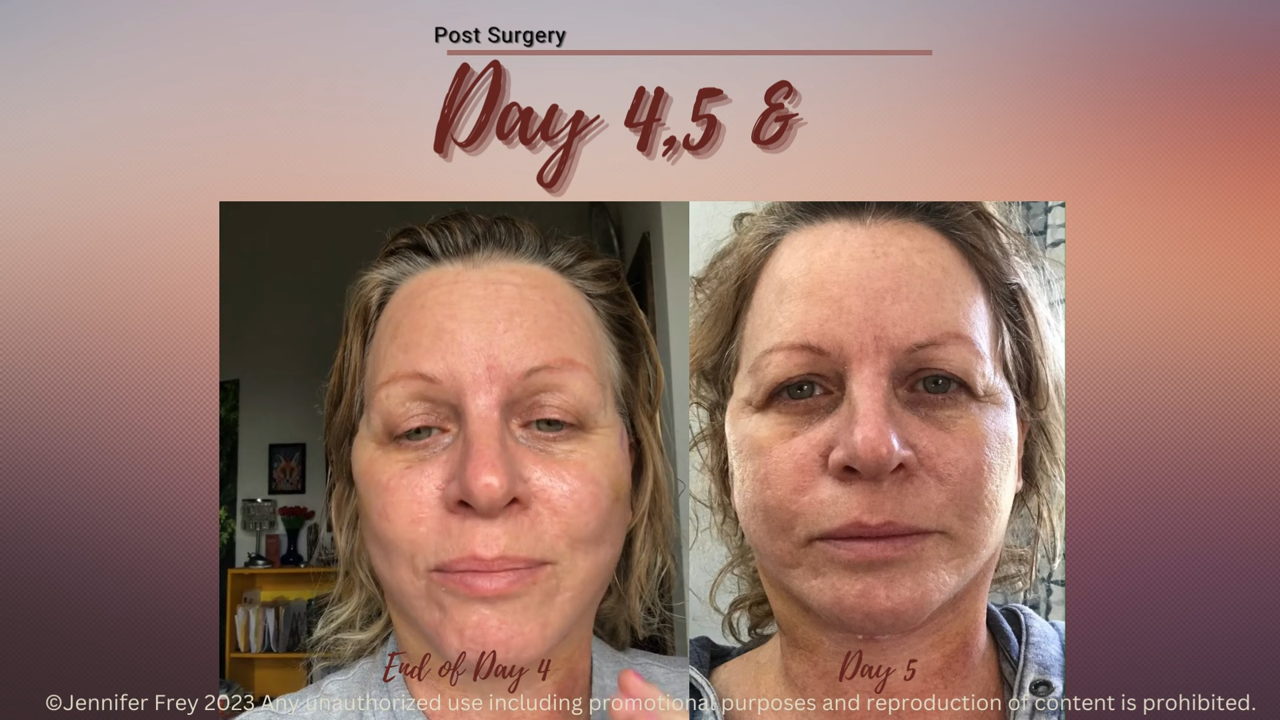 Post Surgery
Day 4,5 &
End of Day 4
Day 5
©Jennifer Frey 2023 Any unauthorized use including promotional purposes and reproduction of content is prohibited.